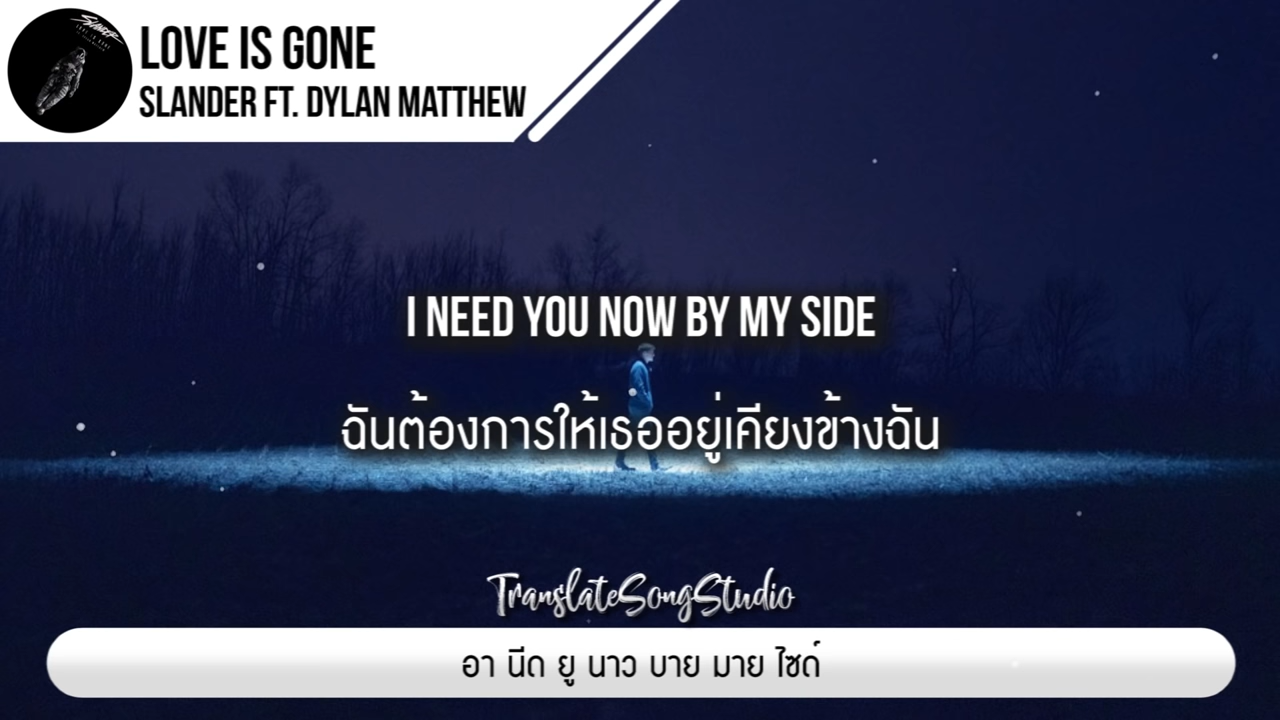 LOVE IS GONE
SLANDER FT. DYLAN MATTHEW
I NEED YOU NOW BY MY SIDE
ฉันต้องการให้เธออยู่เคียงข้างฉัน
TranslateSongStudio
อา นีด ยู นาว บาย มาย ไซด์